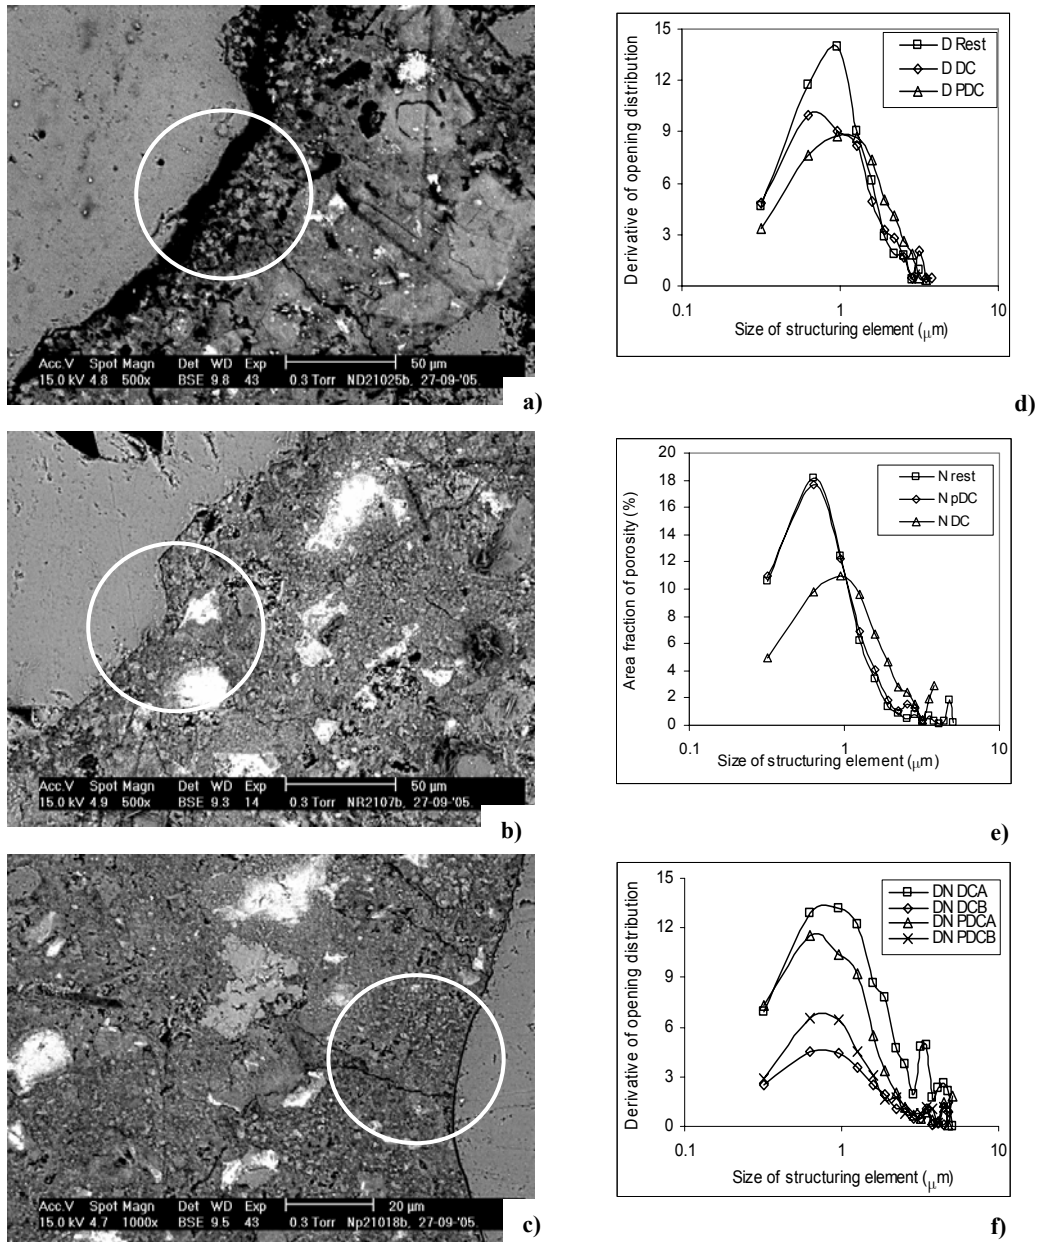 Acc.V Spot Magn Det WD Exp 50 µm
15.0 kV 4.8 500x BSE 9.8 43 0.3 Torr ND21025b, 27-09-'05.
a)
15
12
9
6
3
0
Derivative of opening distribution
D Rest
D DC
D PDC
0.1 1 10
Size of structuring element (µm)
d)
Acc.V Spot Magn Det WD Exp 50 µm
15.0 kV 4.9 500x BSE 9.3 14 0.3 Torr NR2107b, 27-09-'05.
b)
20
18
16
14
12
10
8
6
4
2
0
Area fraction of porosity (%)
N rest
N pDC
N DC
0.1 1 10
Size of structuring element (µm)
e)
Acc.V Spot Magn Det WD Exp 20 µm
15.0 kV 4.7 1000x BSE 9.5 43 0.3 Torr Np21018b, 27-09-'05.
c)
15
12
9
6
3
0
Derivative of opening distribution
DN DCA
DN DCB
DN PDCA
DN PDCB
0.1 1 10
Size of structuring element (µm)
f)